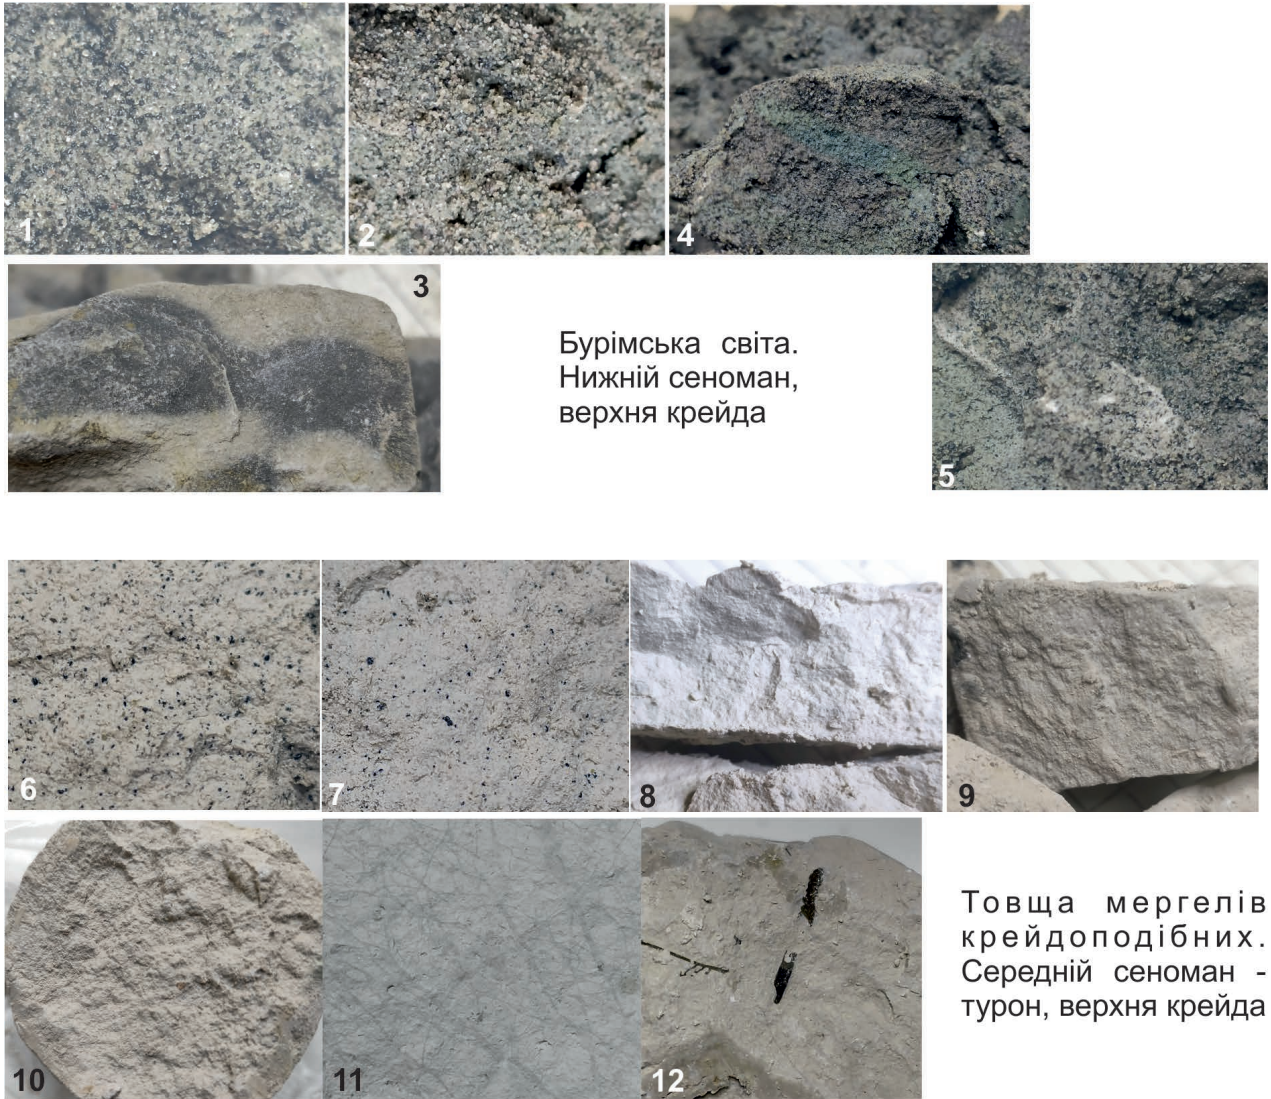 1
2
4
3
Бурімська світа.
Нижній сеноман,
верхня крейда
5
6
7
8
9
10
11
12
Товща мергелів
крейдоподібних.
Середній сеноман -
турон, верхня крейда